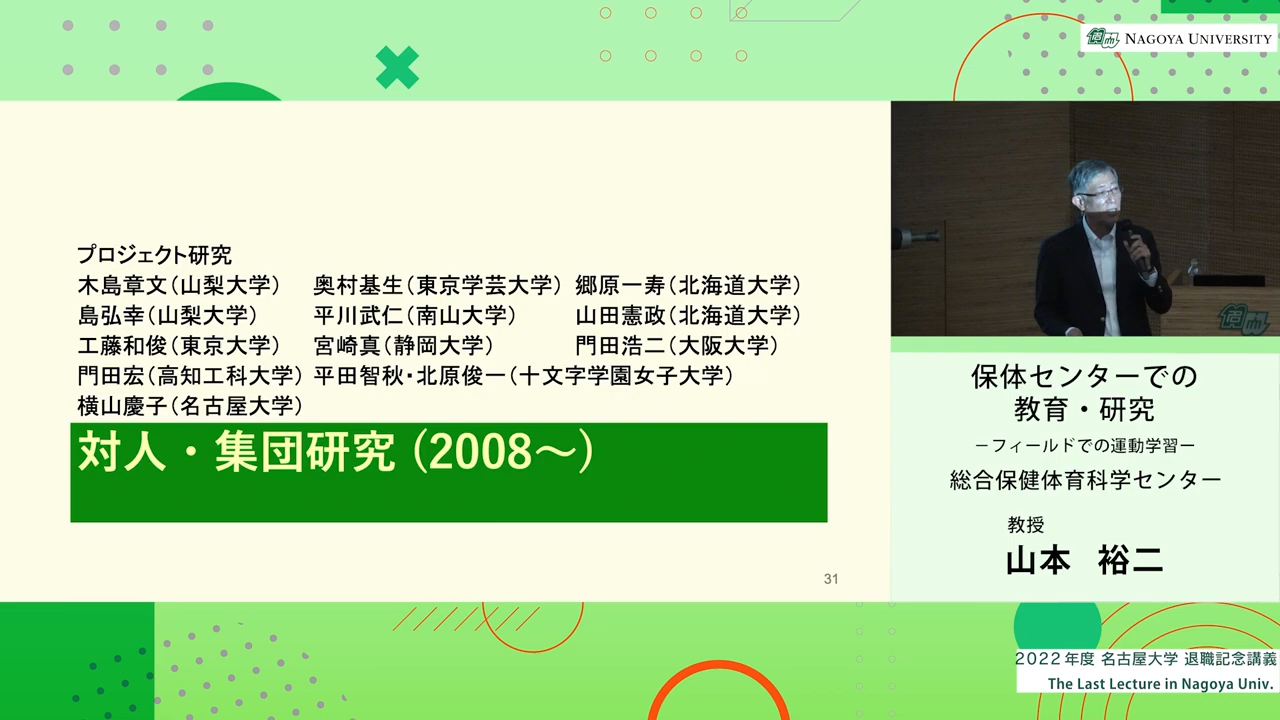 NAGOYA UNIVERSITY
プロジェクト研究
木島章文(山梨大学) 奥村基生(東京学芸大学) 郷原一寿(北海道大学)
島弘幸(山梨大学) 平川武仁(南山大学) 山田憲政(北海道大学)
工藤和俊(東京大学) 宮崎真(静岡大学) 門田浩二(大阪大学)
門田宏(高知工科大学) 平田智秋・北原俊一(十文字学園女子大学)
横山慶子(名古屋大学)
対人・集団研究 (2008～)
31
保体センターでの
教育・研究
－フィールドでの運動学習－
総合保健体育科学センター
教授
山本 裕二
2022年度 名古屋大学 退職記念講義
The Last Lecture in Nagoya Univ.